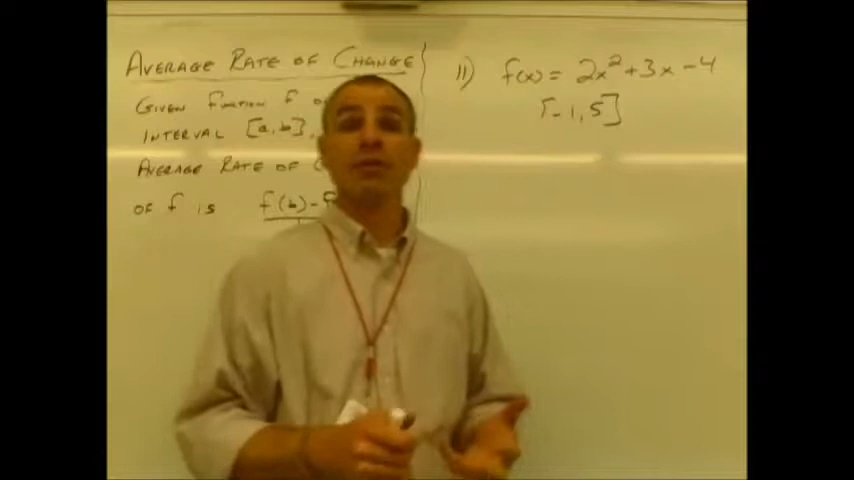 AVERAGE RATE OF CHANGE
GIVEN FUNCTION f
INTERVAL [a,b],
AVERAGE RATE OF
OF f IS f(b)-f
11) f(x) = 2x²+3x-4
[-1,5]